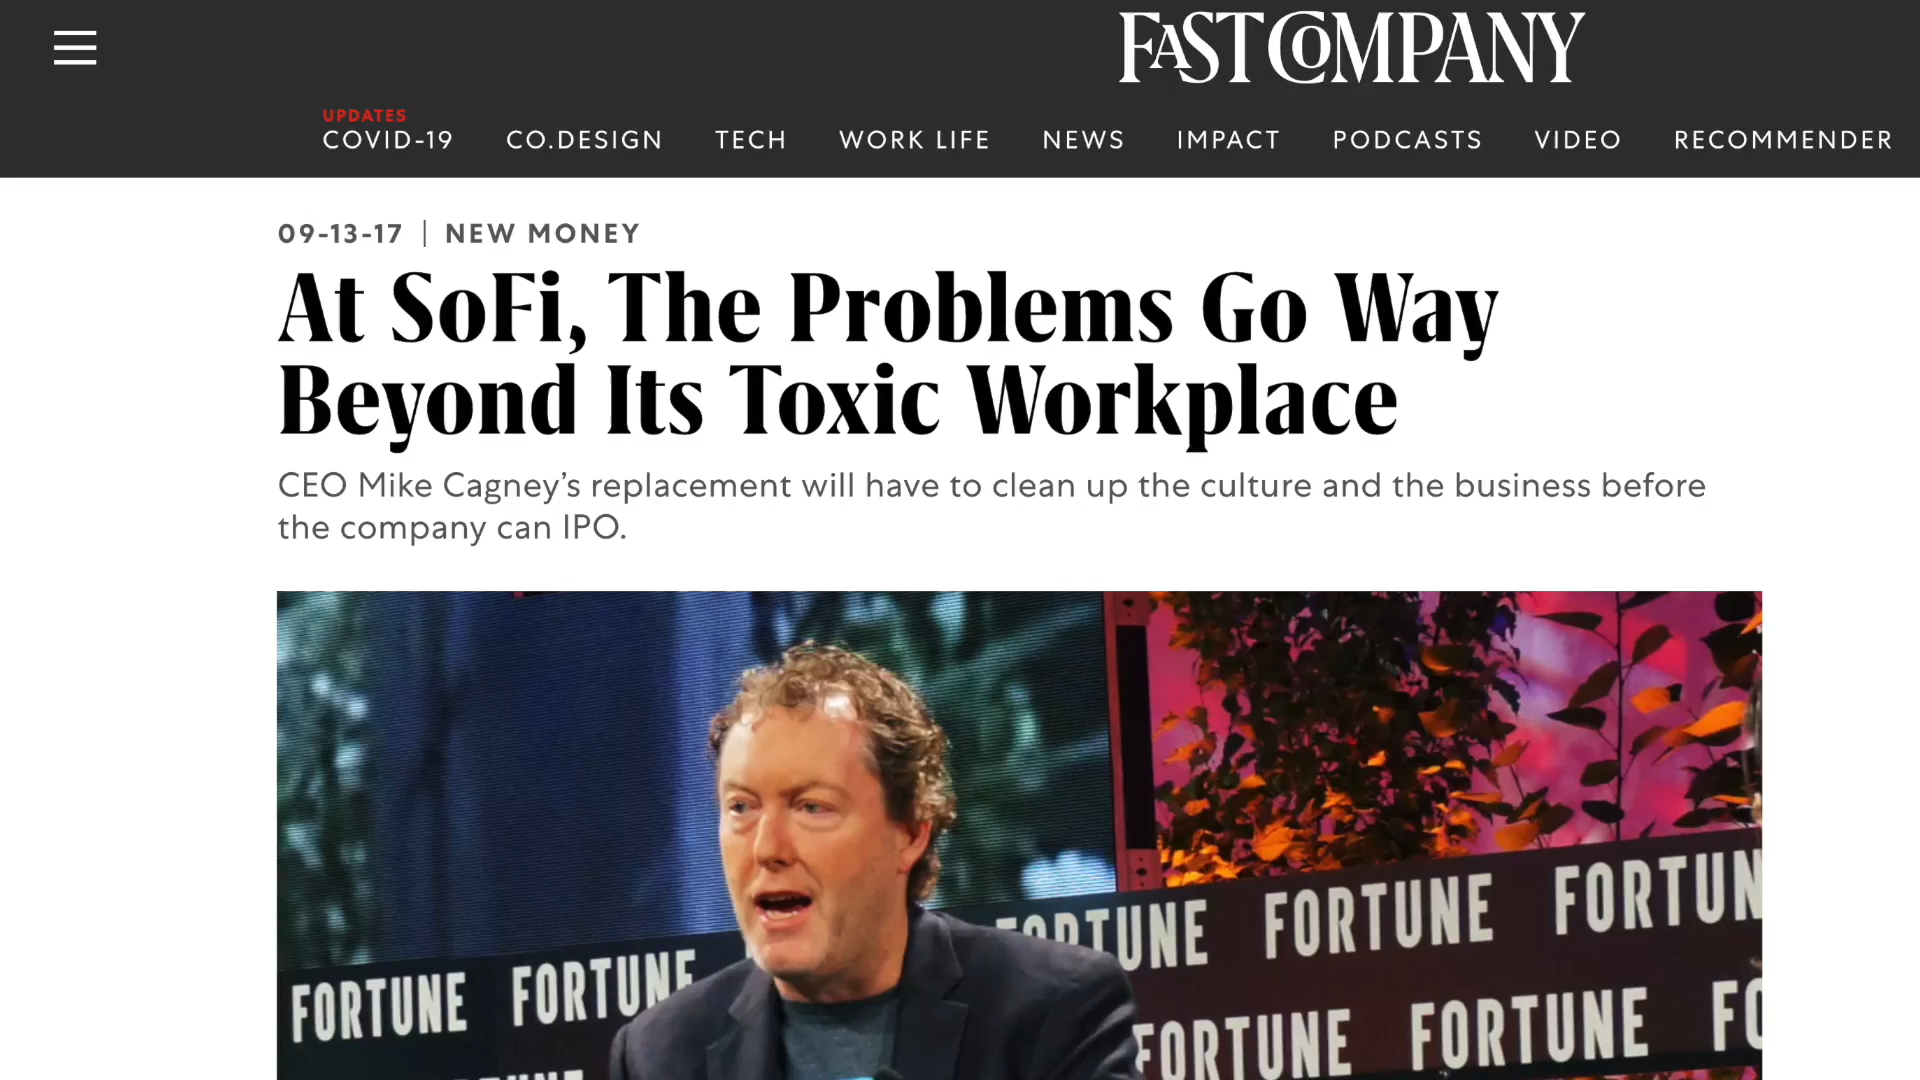 FAST COMPANY
UPDATES
COVID-19 CO.DESIGN TECH WORK LIFE NEWS IMPACT PODCASTS VIDEO RECOMMENDER
09-13-17 | NEW MONEY
At SoFi, The Problems Go Way
Beyond Its Toxic Workplace
CEO Mike Cagney’s replacement will have to clean up the culture and the business before
the company can IPO.
FORTUNE FORTUNE FORTUNE FORTUNE FORTUN
FORTUNE FORTUNE FO